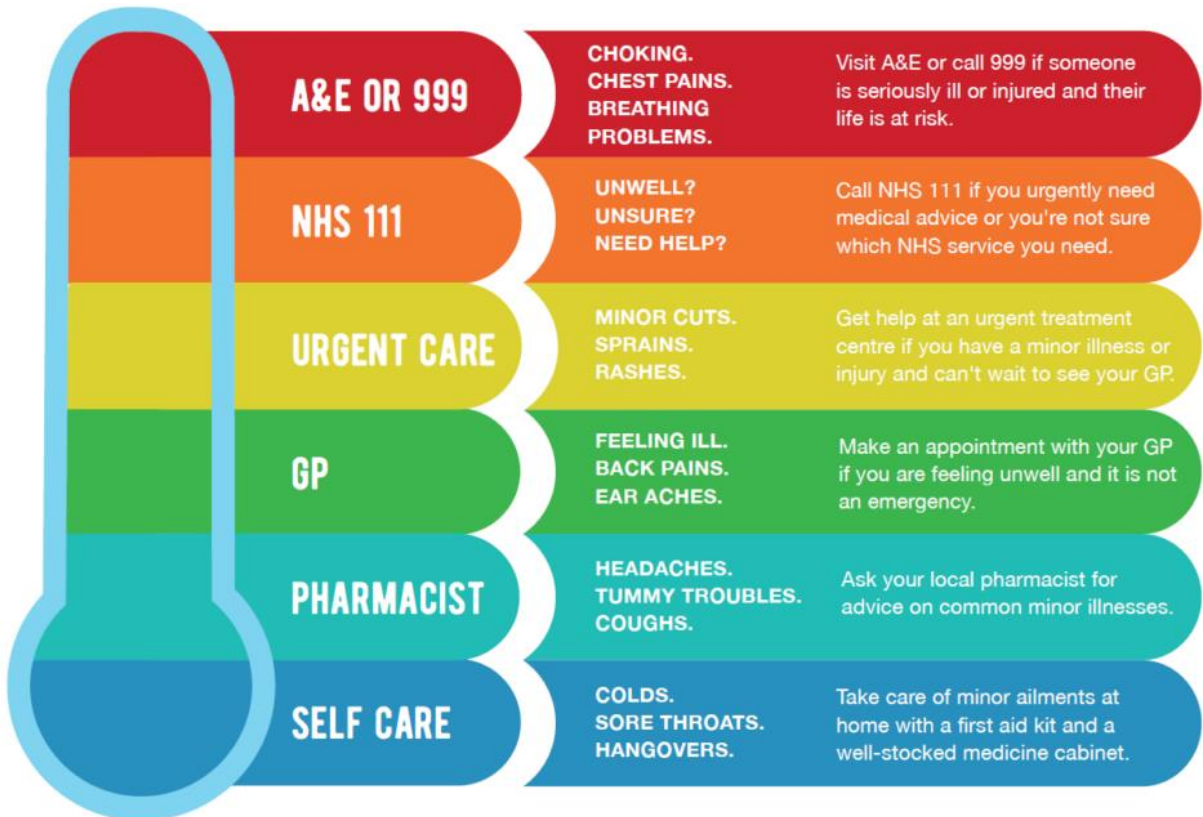 A&E OR 999
CHOKING.
CHEST PAINS.
BREATHING
PROBLEMS.
Visit A&E or call 999 if someone
is seriously ill or injured and their
life is at risk.
NHS 111
UNWELL?
UNSURE?
NEED HELP?
Call NHS 111 if you urgently need
medical advice or you're not sure
which NHS service you need.
URGENT CARE
MINOR CUTS.
SPRAINS.
RASHES.
Get help at an urgent treatment
centre if you have a minor illness or
injury and can't wait to see your GP.
GP
FEELING ILL.
BACK PAINS.
EAR ACHES.
Make an appointment with your GP
if you are feeling unwell and it is not
an emergency.
PHARMACIST
HEADACHES.
TUMMY TROUBLES.
COUGHS.
Ask your local pharmacist for
advice on common minor illnesses.
SELF CARE
COLDS.
SORE THROATS.
HANGOVERS.
Take care of minor ailments at
home with a first aid kit and a
well-stocked medicine cabinet.